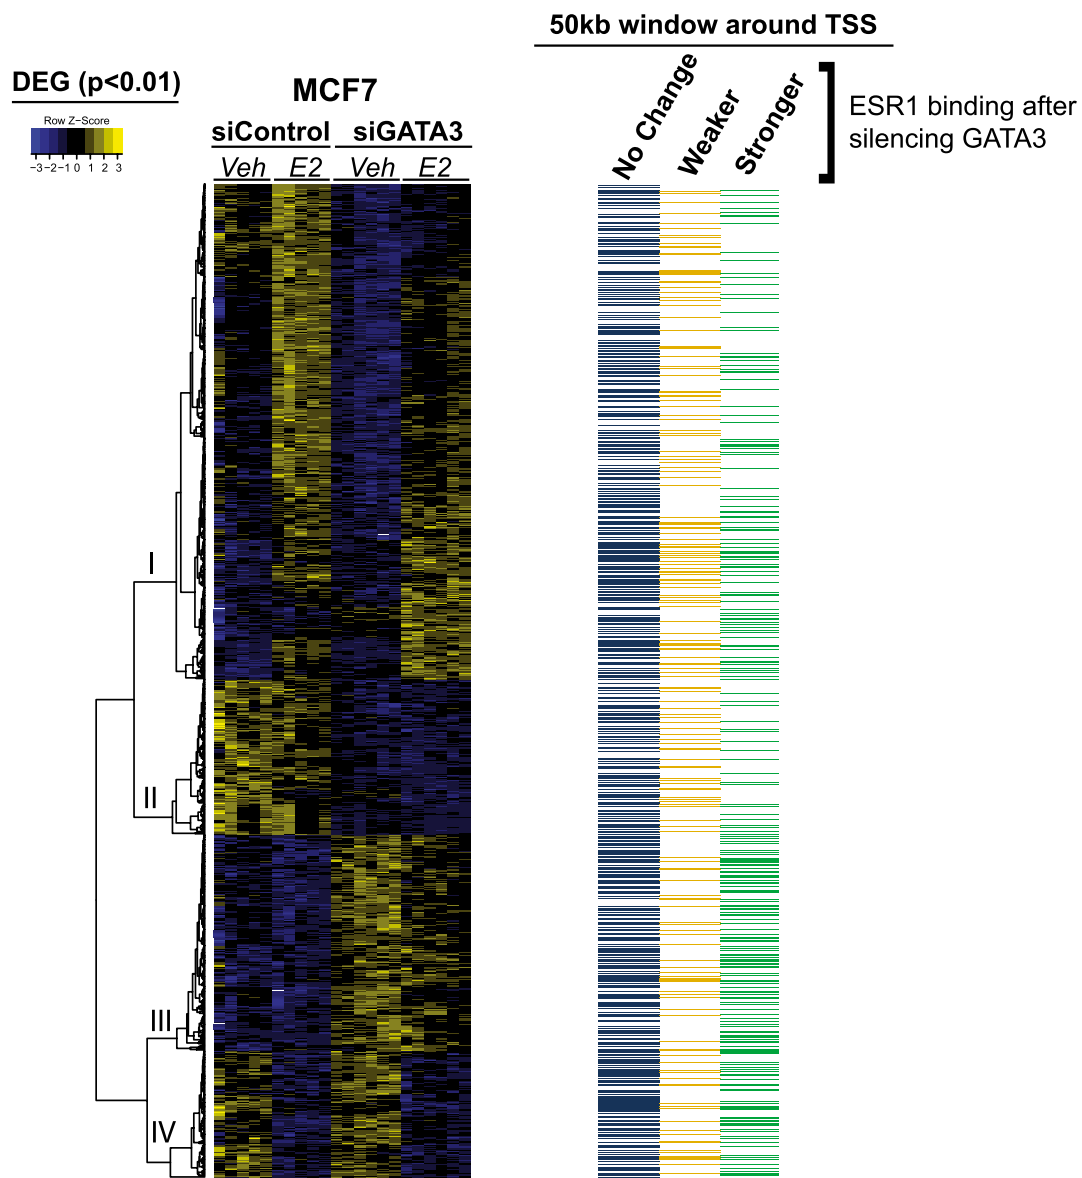 50kb window around TSS
DEG (p<0.01)
MCF7
Row Z−Score
−3−2−1 0 1 2 3
siControl siGATA3
Veh E2 Veh E2
No Change
Weaker
Stronger
ESR1 binding after
silencing GATA3
I
II
III
IV